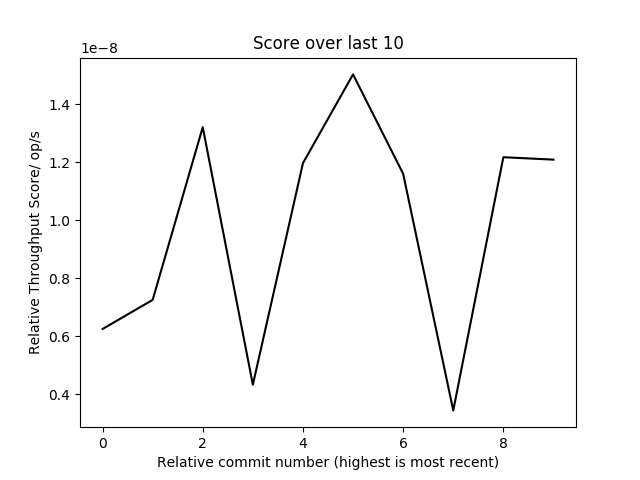 Score over last 10
1e−8
1.4
1.2
1.0
0.8
0.6
0.4
Relative Throughput Score/ op/s
0 2 4 6 8
Relative commit number (highest is most recent)